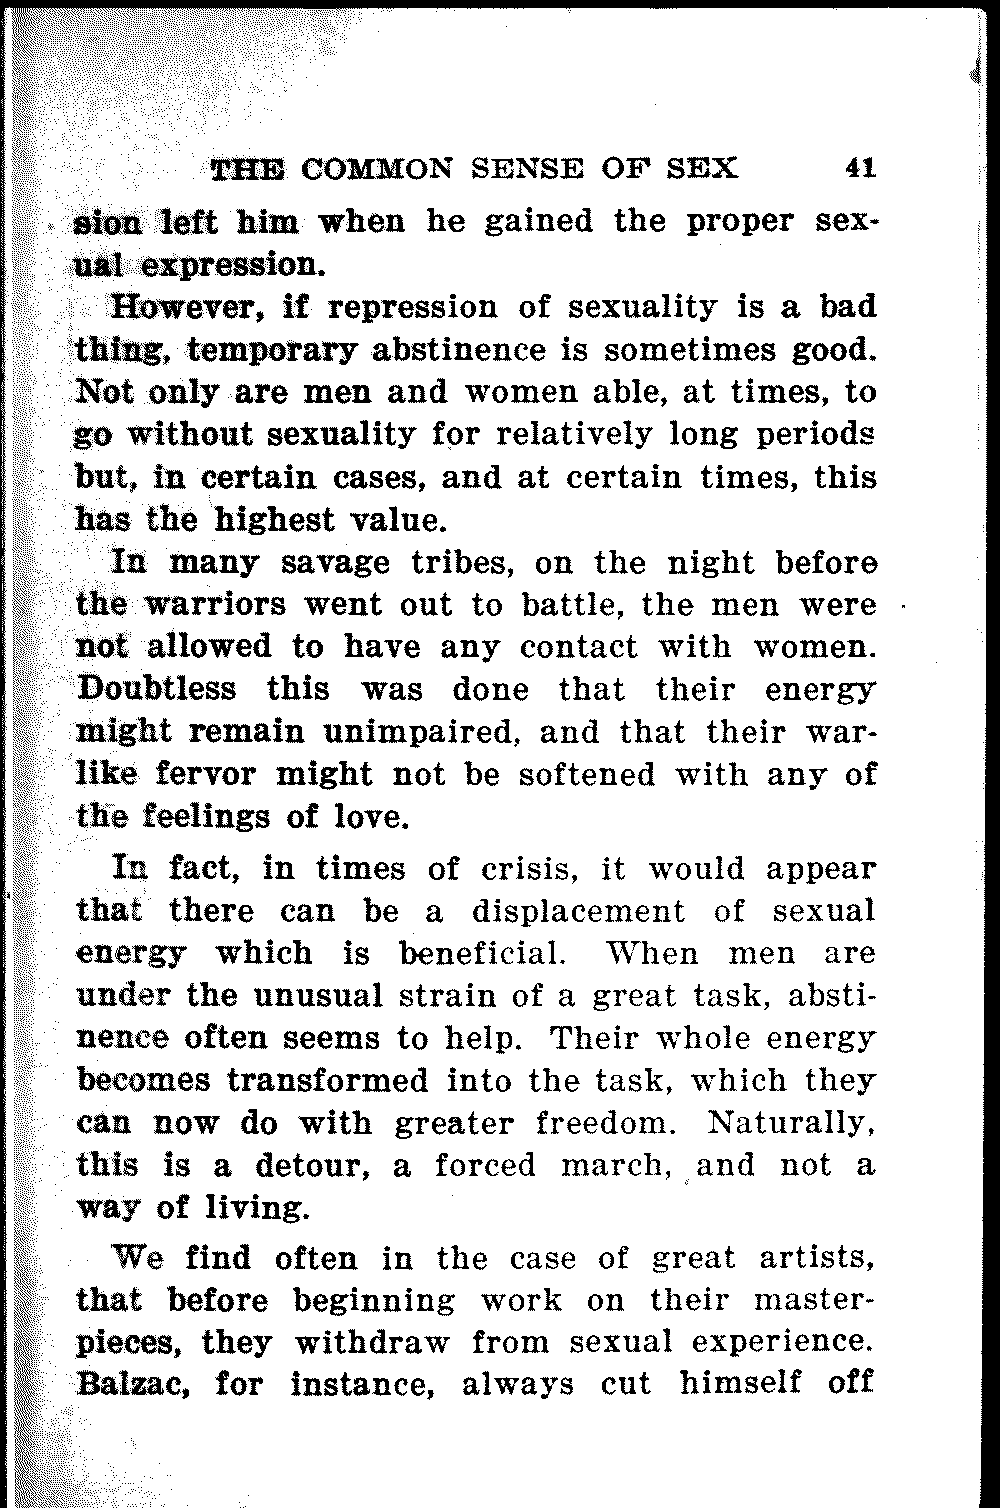 THE COMMON SENSE OF SEX 41
sion left him when he gained the proper sex-
ual expression.
However, if repression of sexuality is a bad
thing, temporary abstinence is sometimes good.
Not only are men and women able, at times, to
go without sexuality for relatively long periods
but, in certain cases, and at certain times, this
has the highest value.
In many savage tribes, on the night before
the warriors went out to battle, the men were
not allowed to have any contact with women.
Doubtless this was done that their energy
might remain unimpaired, and that their war-
like fervor might not be softened with any of
the feelings of love.
In fact, in times of crisis, it would appear
that there can be a displacement of sexual
energy which is beneficial. When men are
under the unusual strain of a great task, absti-
nence often seems to help. Their whole energy
becomes transformed into the task, which they
can now do with greater freedom. Naturally,
this is a detour, a forced march, and not a
way of living.
We find often in the case of great artists,
that before beginning work on their master-
pieces, they withdraw from sexual experience.
Balzac, for instance, always cut himself off